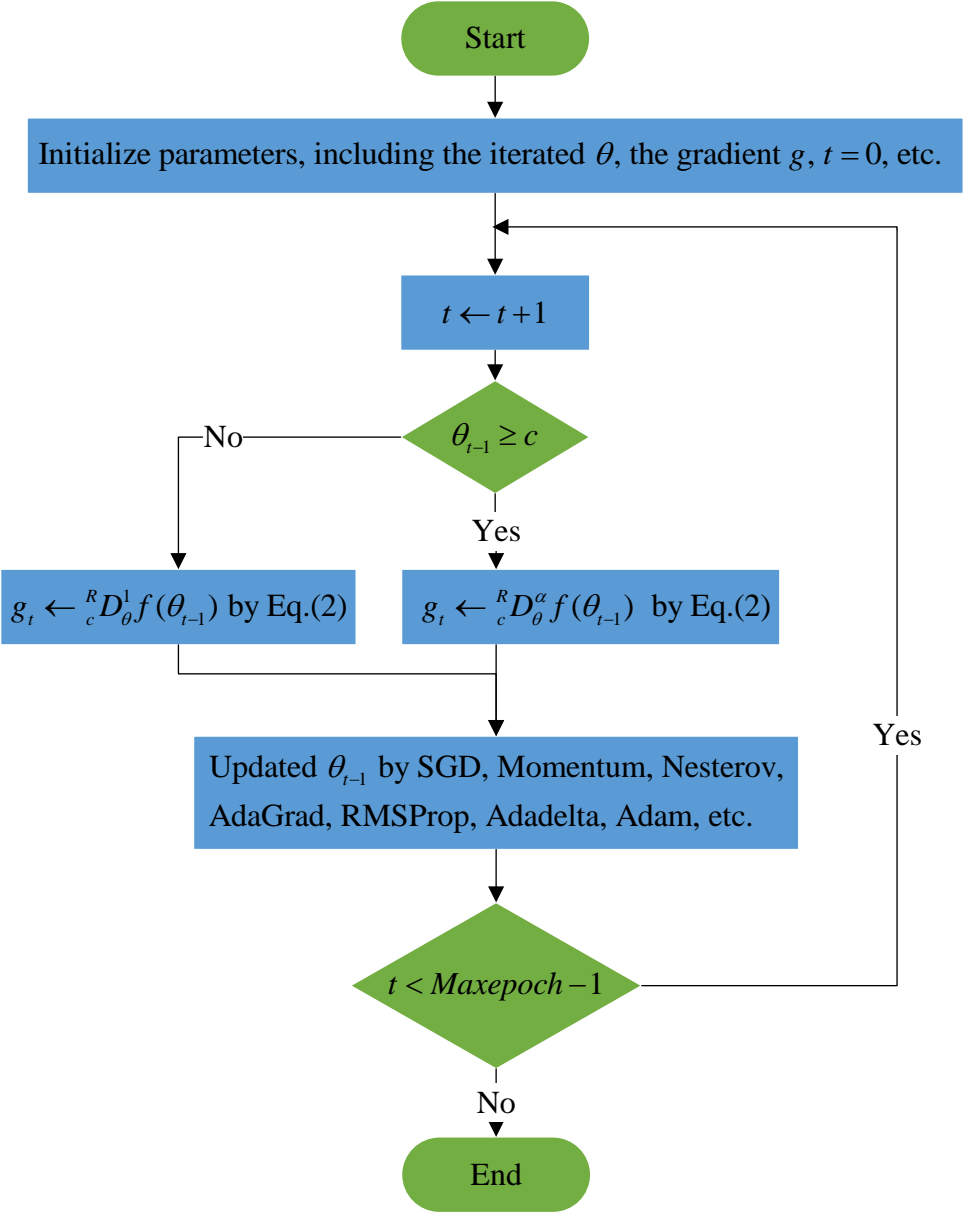 Start
Initialize parameters, including the iterated θ, the gradient g, t = 0, etc.
t ← t +1
θ_{t−1} ≥ c
No
Yes
g_t ← ^R_c D^1_θ f(θ_{t−1}) by Eq.(2)
g_t ← ^R_c D^α_θ f(θ_{t−1}) by Eq.(2)
Updated θ_{t−1} by SGD, Momentum, Nesterov,
AdaGrad, RMSProp, Adadelta, Adam, etc.
Yes
t < Maxepoch −1
No
End